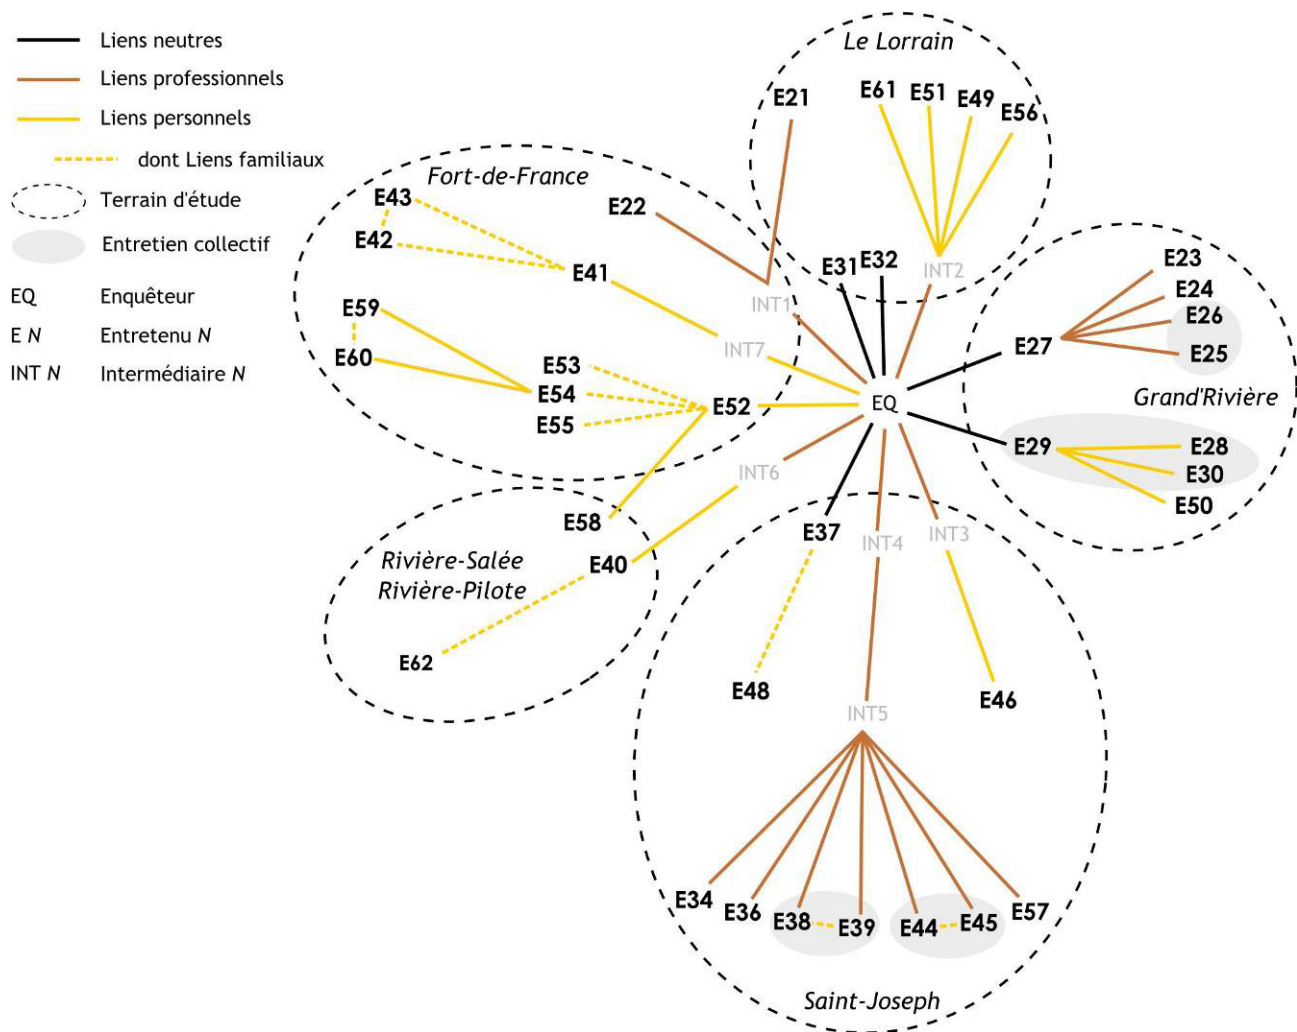 Liens neutres
Liens professionnels
Liens personnels
dont Liens familiaux
Terrain d'étude
Entretien collectif
EQ Enquêteur
E N Entretenu N
INT N Intermédiaire N
Le Lorrain
E21
E61
E51
E49
E56
Fort-de-France
E43
E22
E42
E41
E31
E32
INT2
INT1
E59
E60
INT7
E53
E54
E55
E52
EQ
E23
E24
E26
E27
E25
Grand'Rivière
E29
E28
E30
E50
INT6
E58
E40
Rivière-Salée
Rivière-Pilote
E62
E37
INT4
INT3
E48
E46
INT5
E34
E36
E38
E39
E44
E45
E57
Saint-Joseph